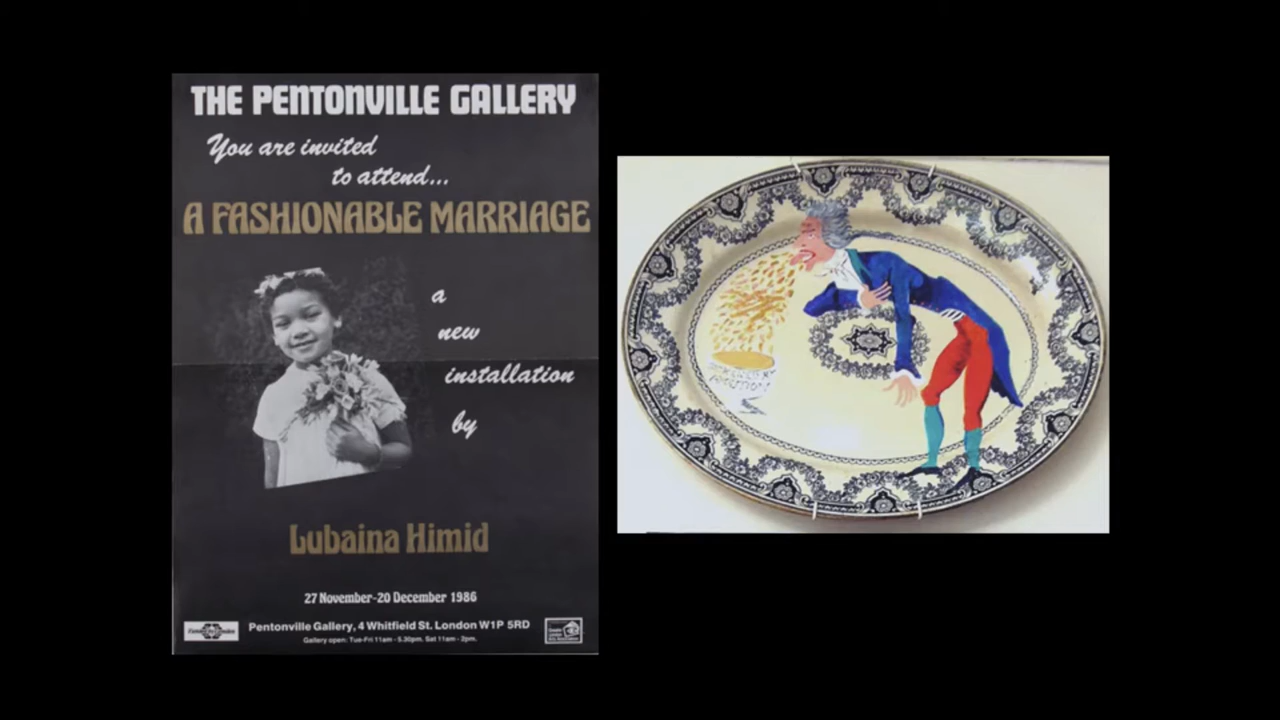 THE PENTONVILLE GALLERY
You are invited
to attend...
A FASHIONABLE MARRIAGE
a
new
installation
by
Lubaina Himid
27 November-20 December 1986
Pentonville Gallery, 4 Whitfield St. London W1P 5RD
Gallery open: Tue-Fri 11am - 5.30pm. Sat 11am - 2pm.